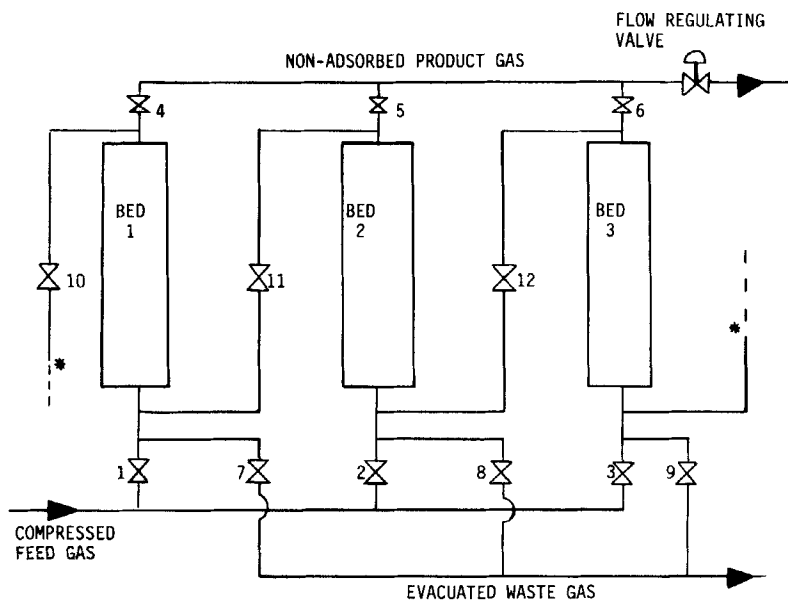 FLOW REGULATING
VALVE
NON-ADSORBED PRODUCT GAS
4
5
6
BED
1
BED
2
BED
3
10
11
12
*
*
1
7
2
8
3
9
COMPRESSED
FEED GAS
EVACUATED WASTE GAS